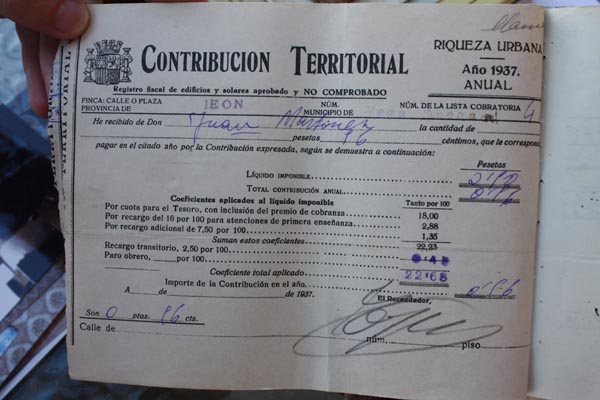 CONTRIBUCION TERRITORIAL
RIQUEZA URBANA
Año 1937.
ANUAL
Registro fiscal de edificios y solares aprobado y NO COMPROBADO
FINCA: CALLE O PLAZA
PROVINCIA DE LEON NÚM. MUNICIPIO DE NÚM. DE LA LISTA COBRATORIA 4
He recibido de Don Juan Martínez la cantidad de
pesetas 96 céntimos, que le corresponde
pagar en el citado año por la Contribución expresada, según se demuestra a continuación:
Pesetas
LÍQUIDO IMPONIBLE
TOTAL CONTRIBUCIÓN ANUAL
Coeficientes aplicados al líquido imponible Tanto por 100
Por cuota para el Tesoro, con inclusión del premio de cobranza 18,00
Por recargo del 16 por 100 para atenciones de primera enseñanza 2,88
Por recargo adicional de 7,50 por 100 1,35
Suman estos coeficientes 22,23
Recargo transitorio, 2,50 por 100
Paro obrero, por 100
Coeficiente total aplicado 22'68
Importe de la Contribución en el año
A de de 1937.
El Recaudador,
Son 0 ptas. 96 cts.
Calle de núm. piso